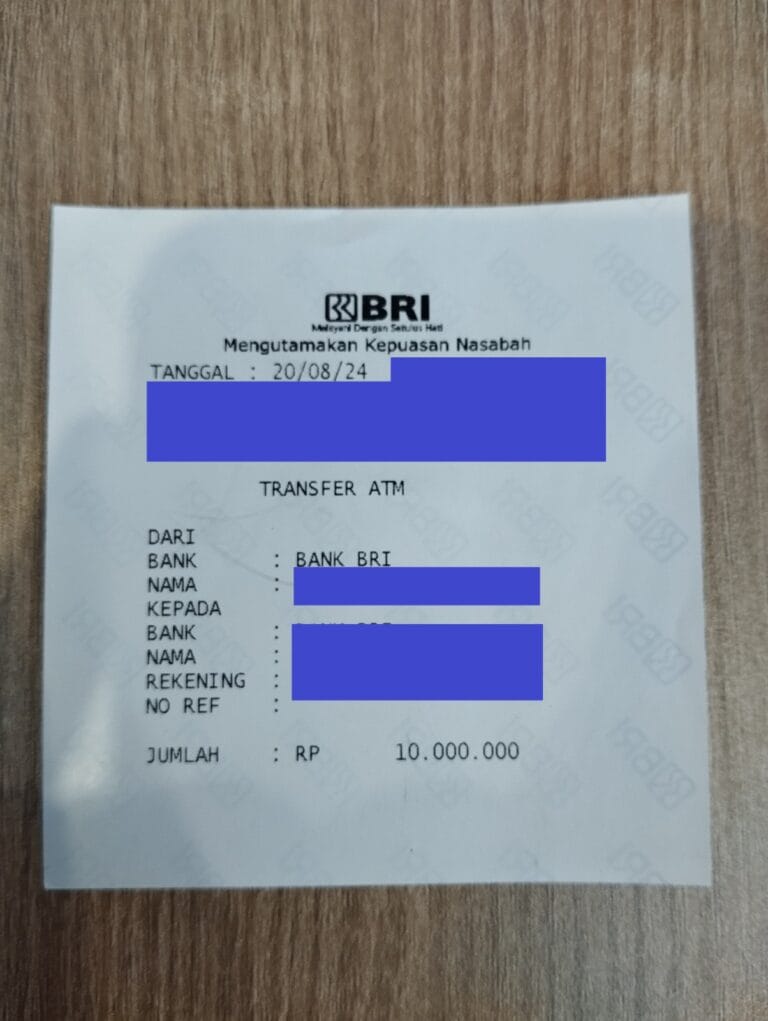 BRI
Melayani Dengan Setulus Hati
Mengutamakan Kepuasan Nasabah
TANGGAL : 20/08/24
TRANSFER ATM
DARI
BANK : BANK BRI
NAMA :
KEPADA
BANK :
NAMA :
REKENING :
NO REF :
JUMLAH : RP 10.000.000